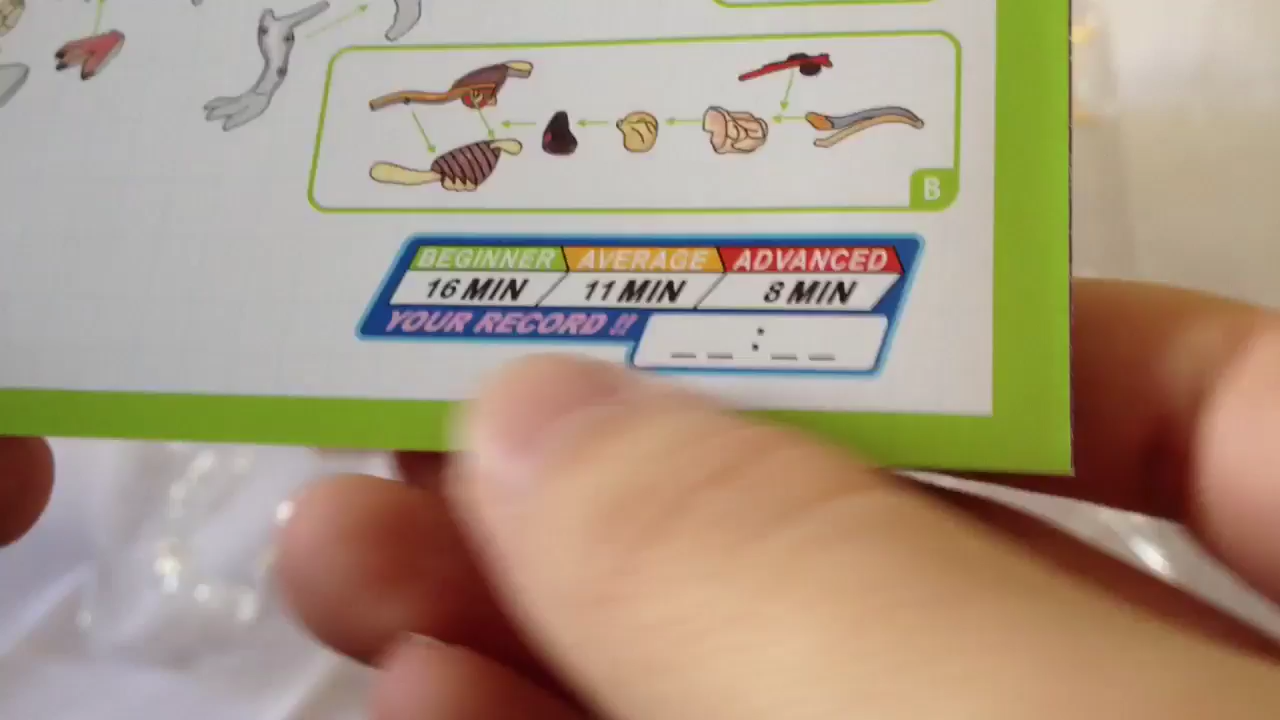 B
BEGINNER AVERAGE ADVANCED
16 MIN 11 MIN 8 MIN
YOUR RECORD !!
_ _ : _ _